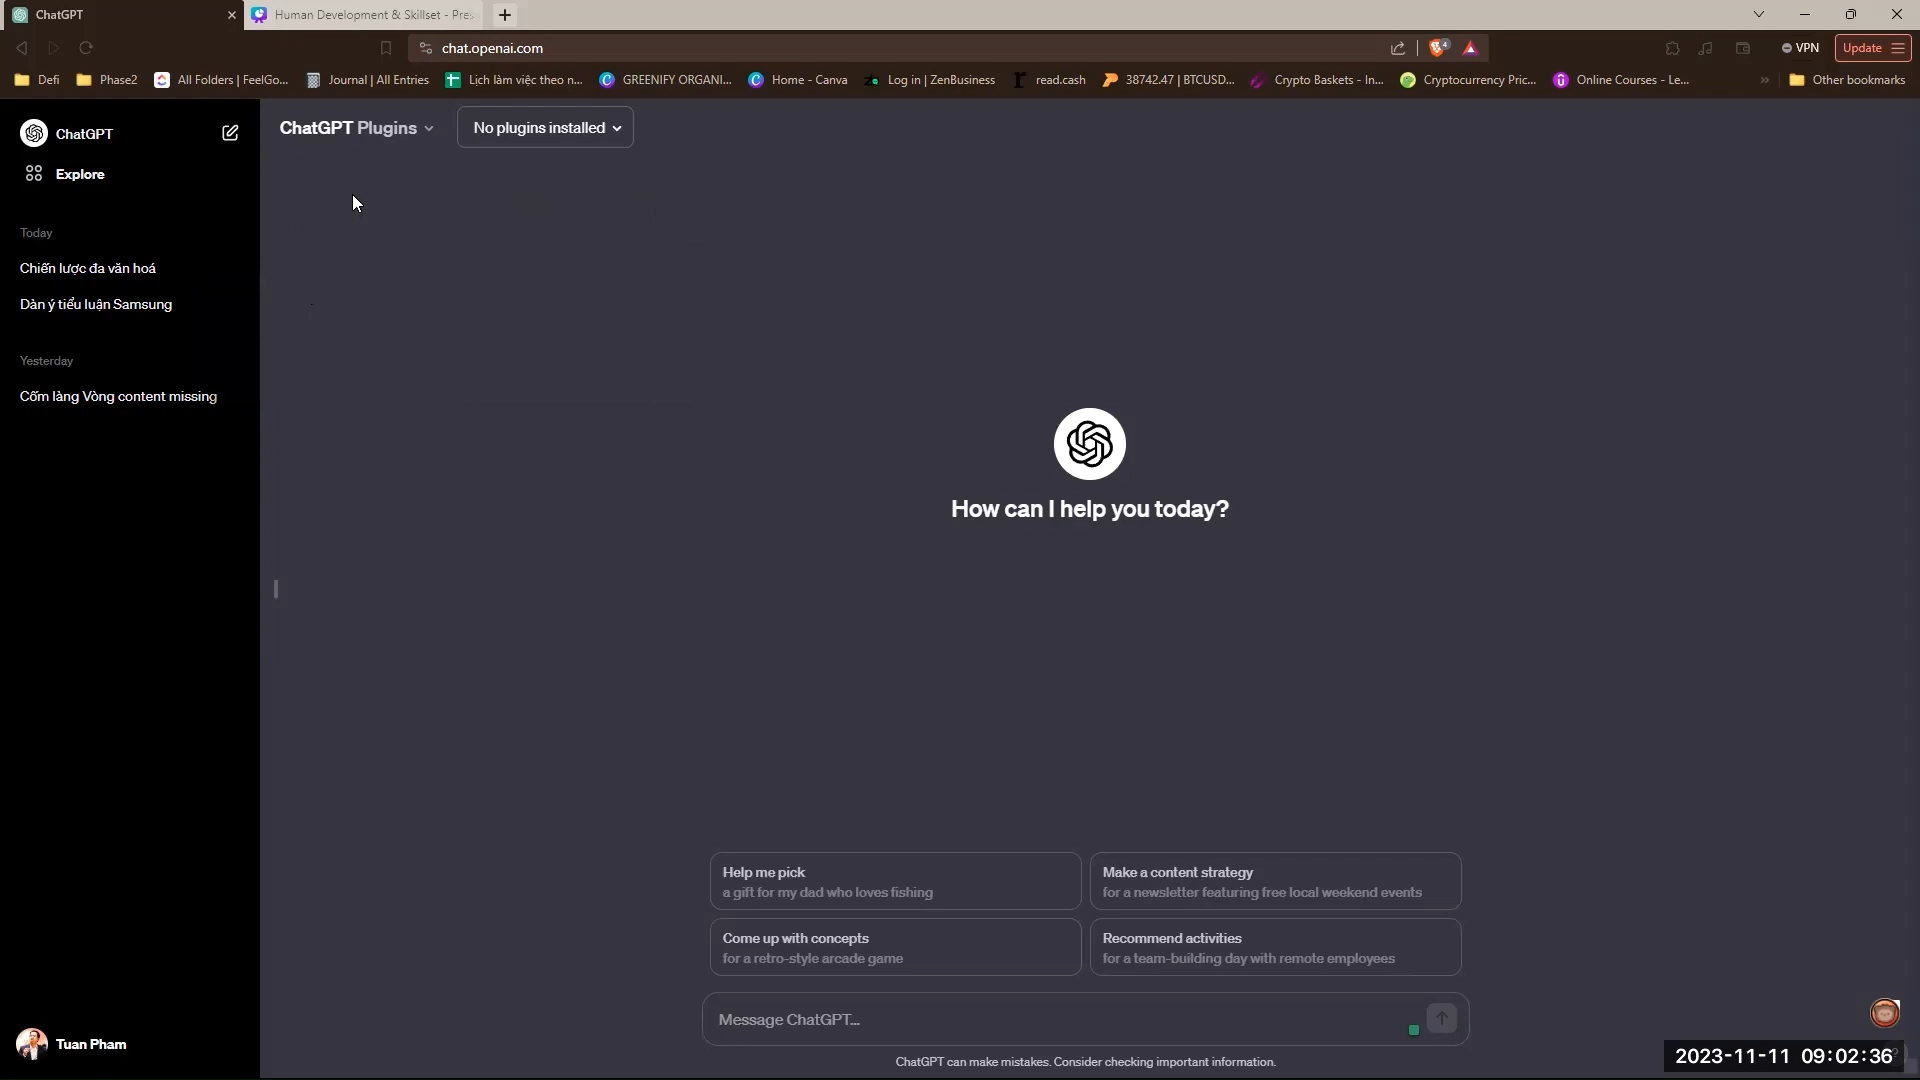 ChatGPT
Human Development & Skillset - Pres
chat.openai.com
4
VPN
Update
Defi
Phase2
All Folders | FeelGo...
Journal | All Entries
Lịch làm việc theo n...
GREENIFY ORGANI...
Home - Canva
Log in | ZenBusiness
read.cash
38742.47 | BTCUSD...
Crypto Baskets - In...
Cryptocurrency Pric...
Online Courses - Le...
Other bookmarks
ChatGPT
Explore
Today
Chiến lược đa văn hoá
Dàn ý tiểu luận Samsung
Yesterday
Cốm làng Vòng content missing
Tuan Pham
ChatGPT Plugins
No plugins installed
How can I help you today?
Help me pick
a gift for my dad who loves fishing
Make a content strategy
for a newsletter featuring free local weekend events
Come up with concepts
for a retro-style arcade game
Recommend activities
for a team-building day with remote employees
Message ChatGPT...
ChatGPT can make mistakes. Consider checking important information.
2023-11-11 09:02:36